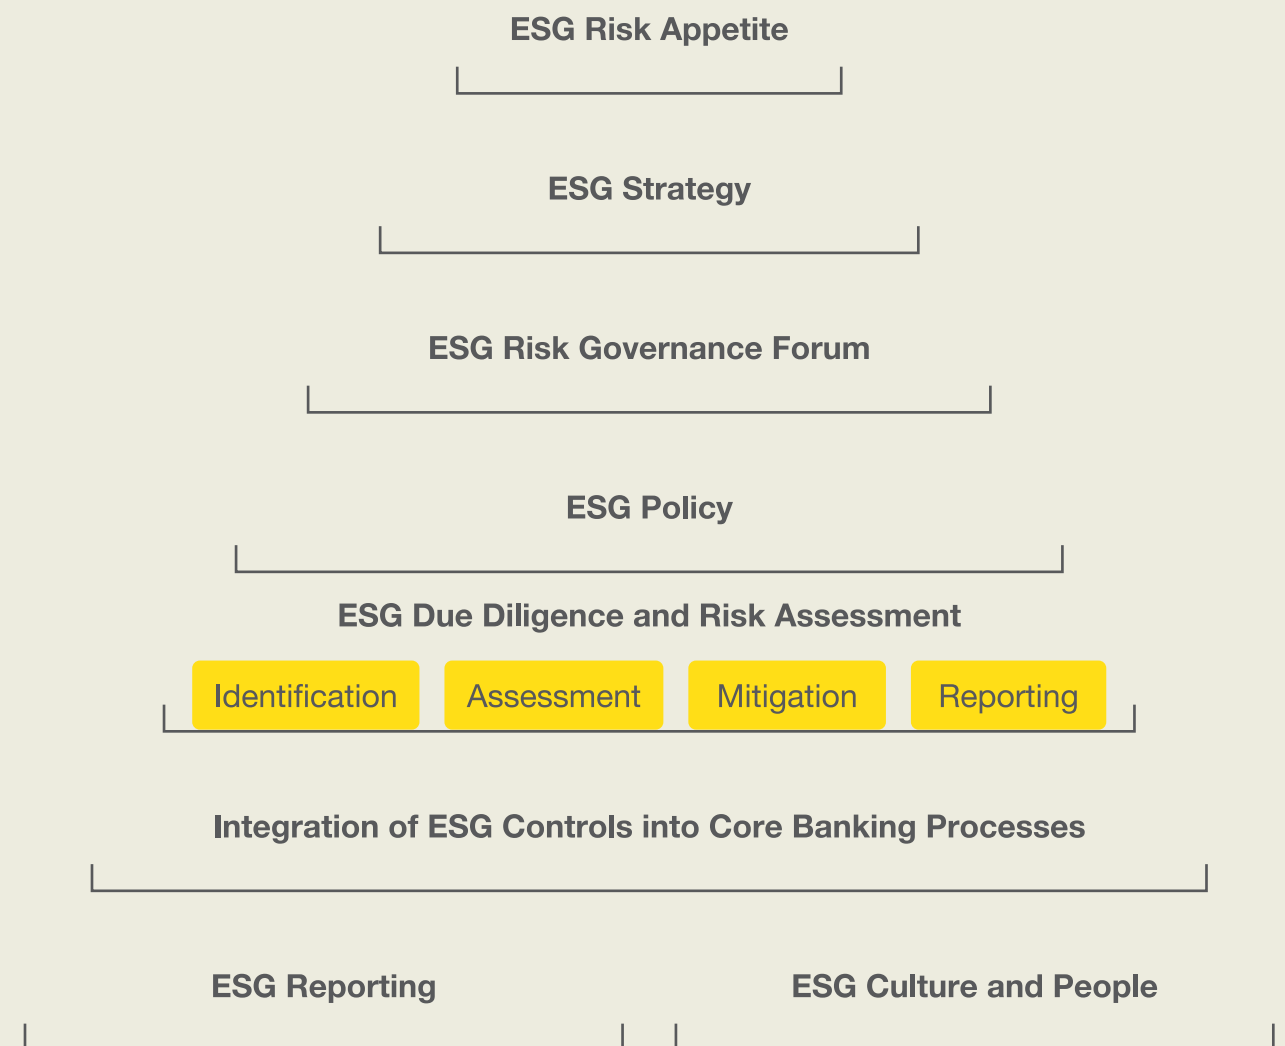 ESG Risk Appetite
ESG Strategy
ESG Risk Governance Forum
ESG Policy
ESG Due Diligence and Risk Assessment
Identification Assessment Mitigation Reporting
Integration of ESG Controls into Core Banking Processes
ESG Reporting ESG Culture and People